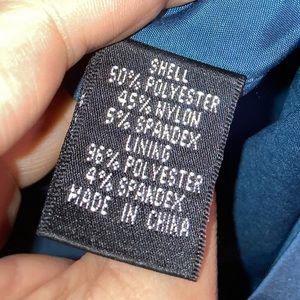 SHELL
50% POLYESTER
45% NYLON
5% SPANDEX
LINING
96% POLYESTER
4% SPANDEX
MADE IN CHINA